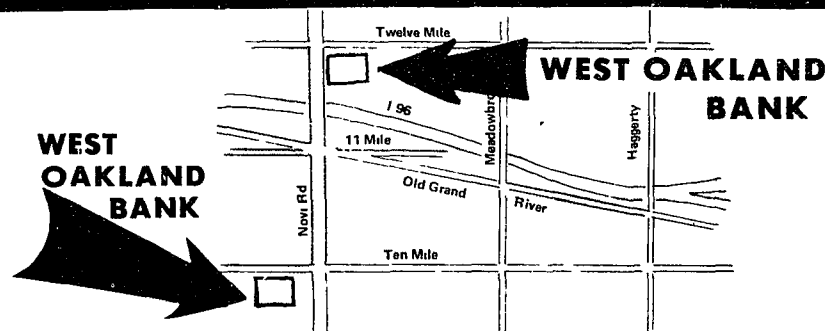 Twelve Mile
WEST OAKLAND
BANK
I 96
11 Mile
Meadowbro
Haggerty
WEST
OAKLAND
BANK
Old Grand
River
Novi Rd
Ten Mile